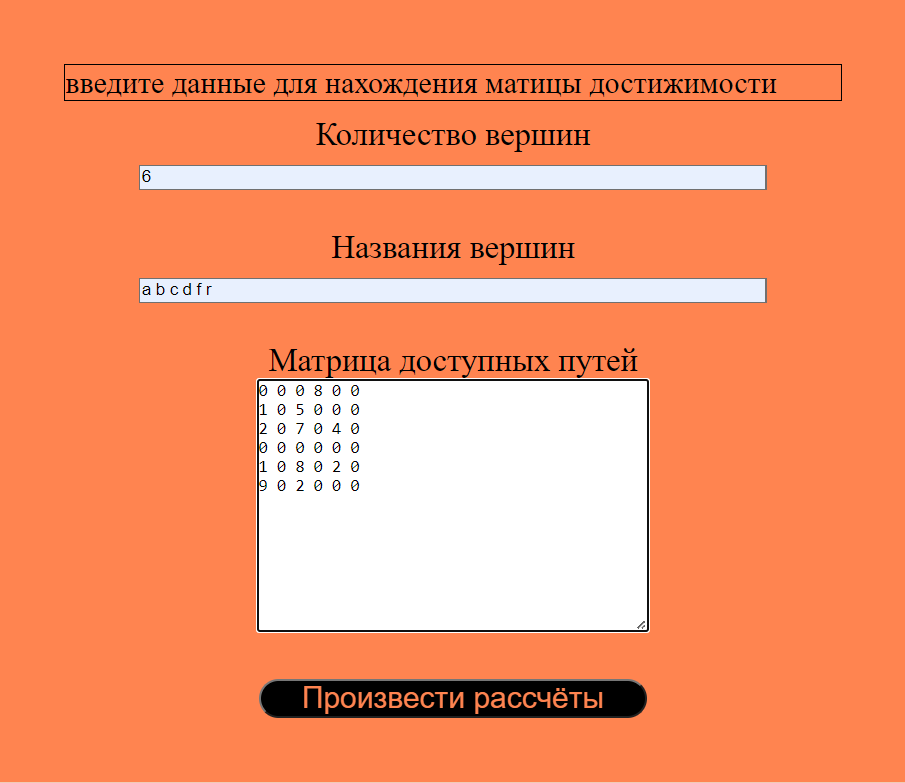 введите данные для нахождения матицы достижимости
Количество вершин
6
Названия вершин
a b c d f r
Матрица доступных путей
0 0 0 8 0 0
1 0 5 0 0 0
2 0 7 0 4 0
0 0 0 0 0 0
1 0 8 0 2 0
9 0 2 0 0 0
Произвести рассчёты